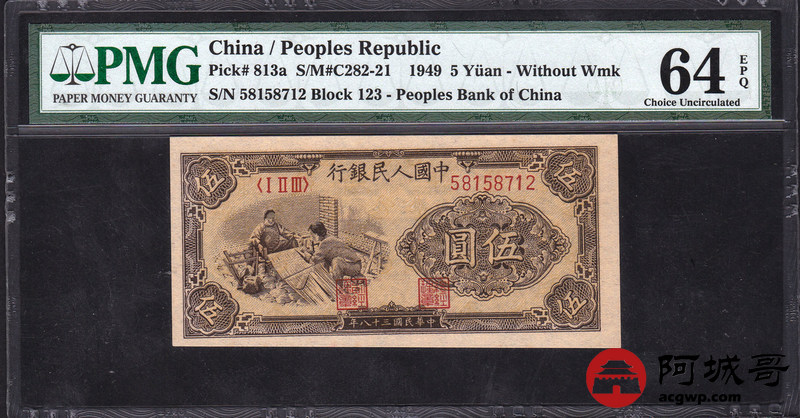 PMG
PAPER MONEY GUARANTY
China / Peoples Republic
Pick# 813a S/M#C282-21 1949 5 Yüan - Without Wmk
S/N 58158712 Block 123 - Peoples Bank of China
64 EPQ
Choice Uncirculated
行銀民人國中
〈I II III〉
58158712
伍
伍
圓伍
伍
伍
年八十三國民華中
阿城哥
acgwp.com